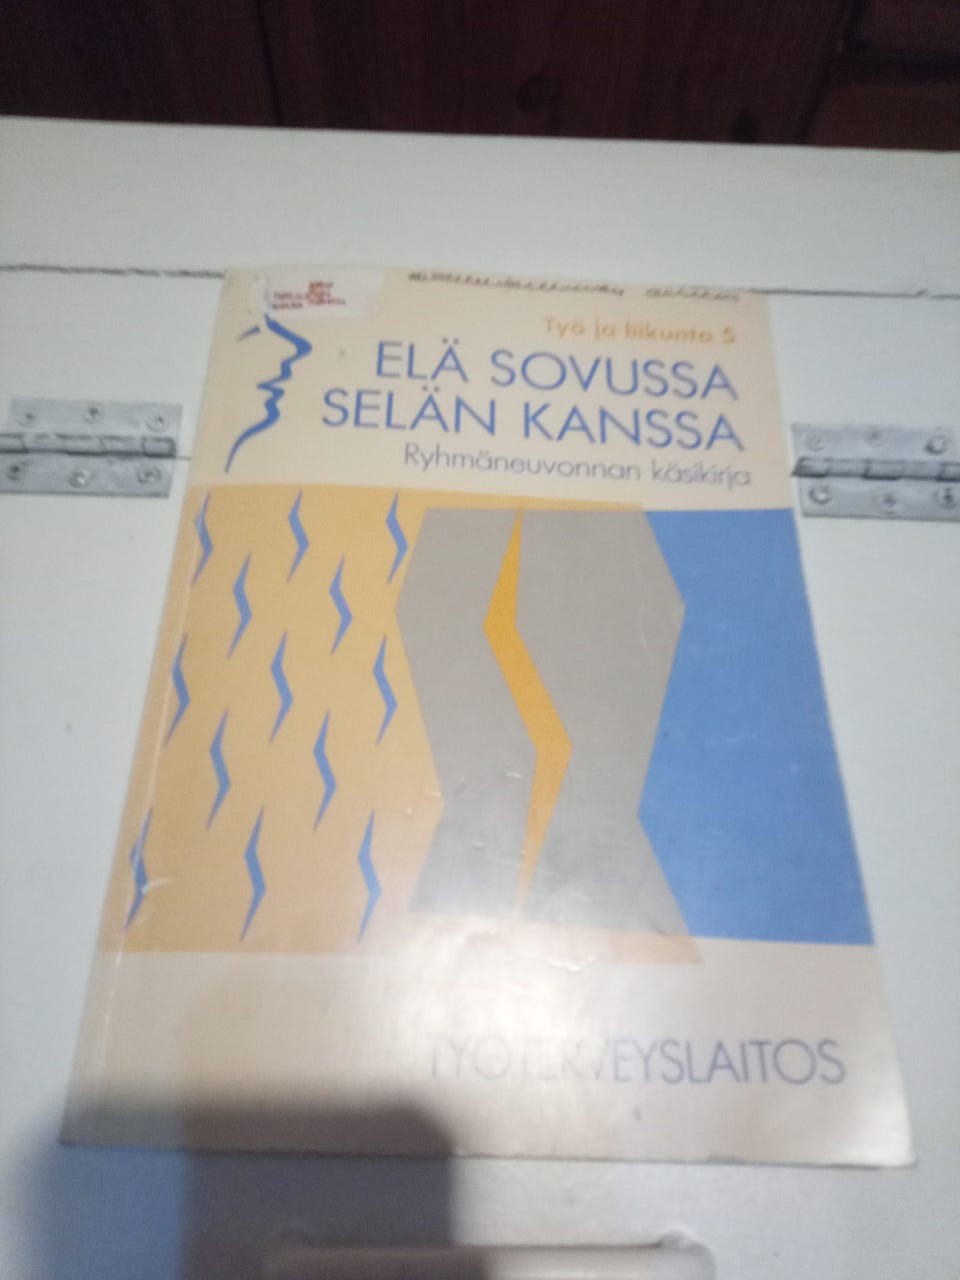 Työ ja liikunta 5
ELÄ SOVUSSA
SELÄN KANSSA
Ryhmäneuvonnan käsikirja
TYÖTERVEYSLAITOS